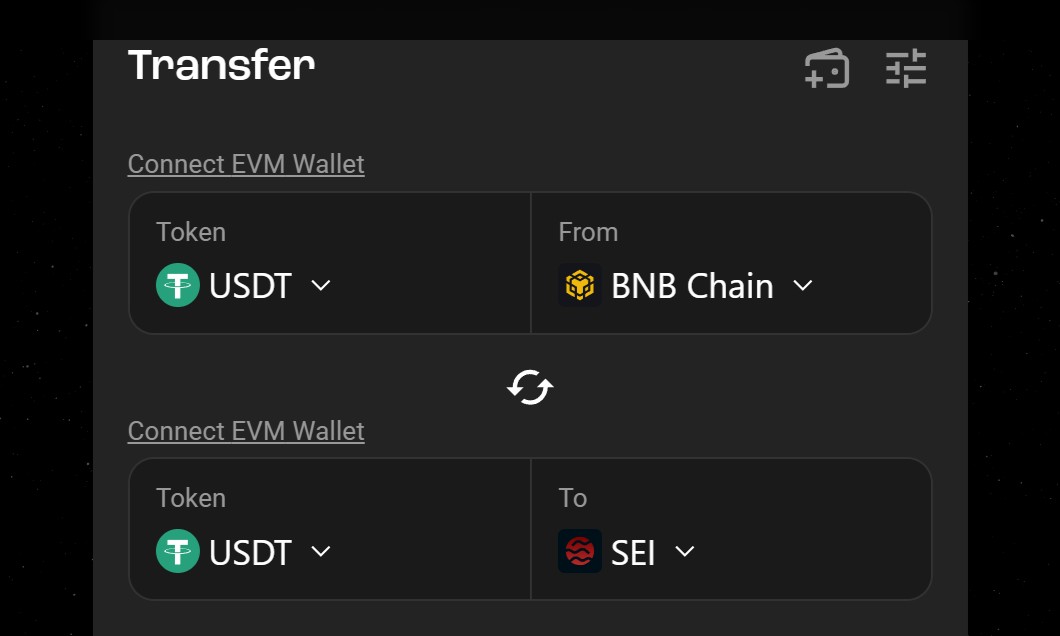 Transfer
Connect EVM Wallet
Token From
USDT BNB Chain
Connect EVM Wallet
Token To
USDT SEI